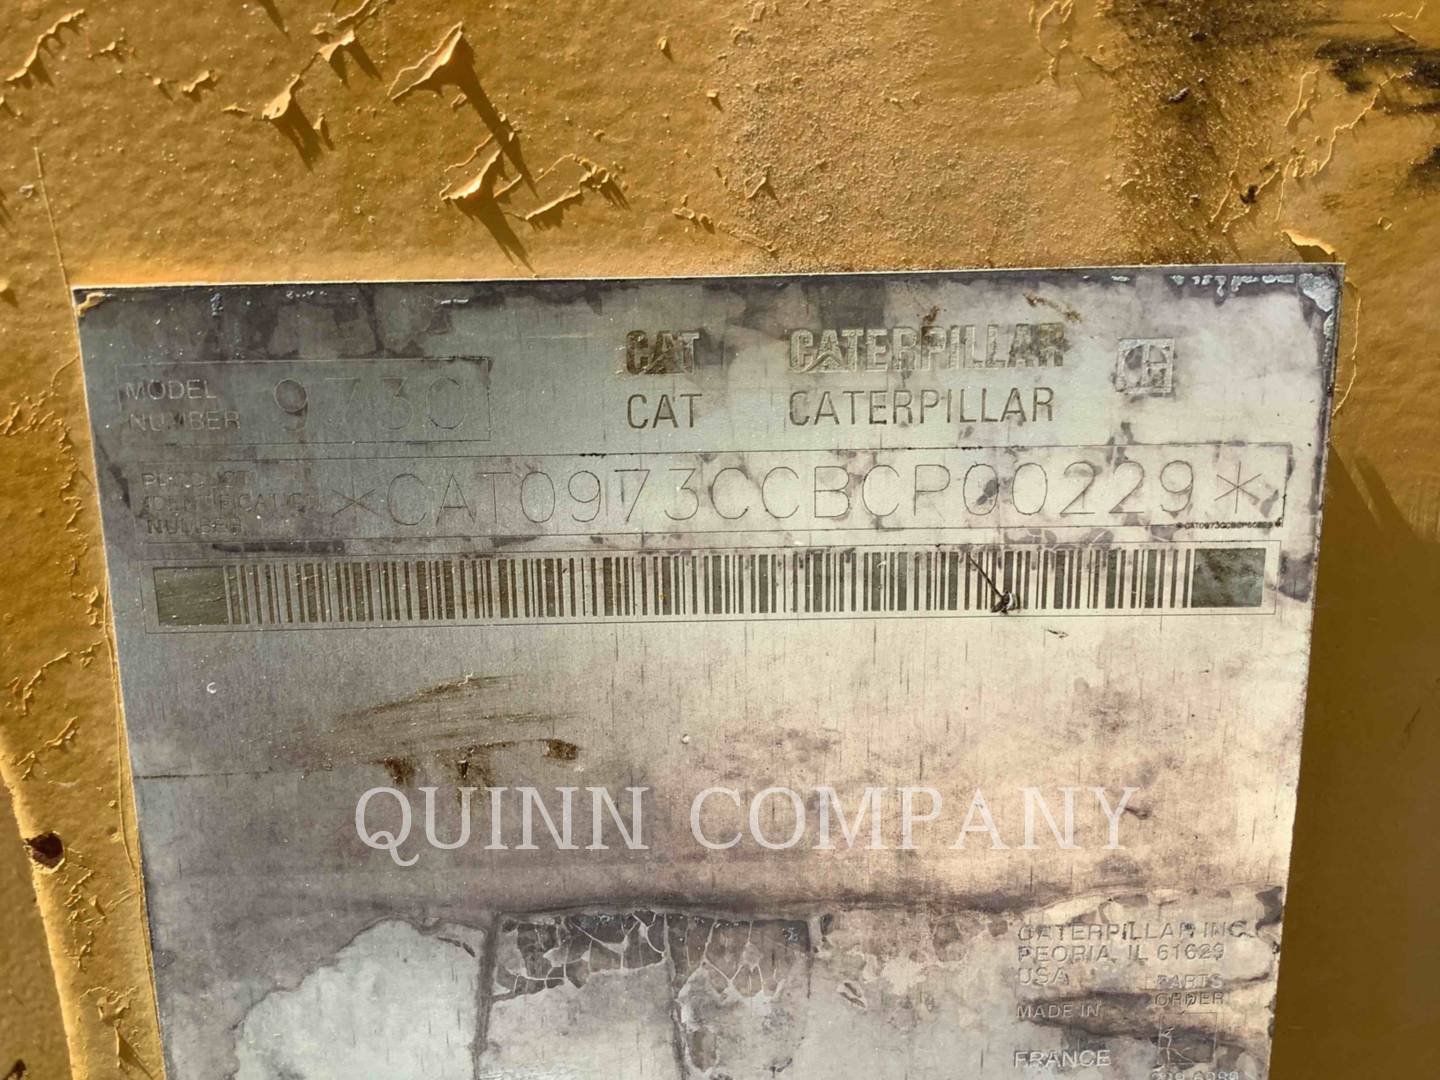 CAT CATERPILLAR
MODEL NUMBER 973C
CAT CATERPILLAR
PRODUCT IDENTIFICATION NUMBER *CAT0973CCBCP00229*
*CAT0973CCBCP00229*
QUINN COMPANY
CATERPILLAR INC.
PEORIA, IL 61629
USA
PARTS ORDER
MADE IN
FRANCE